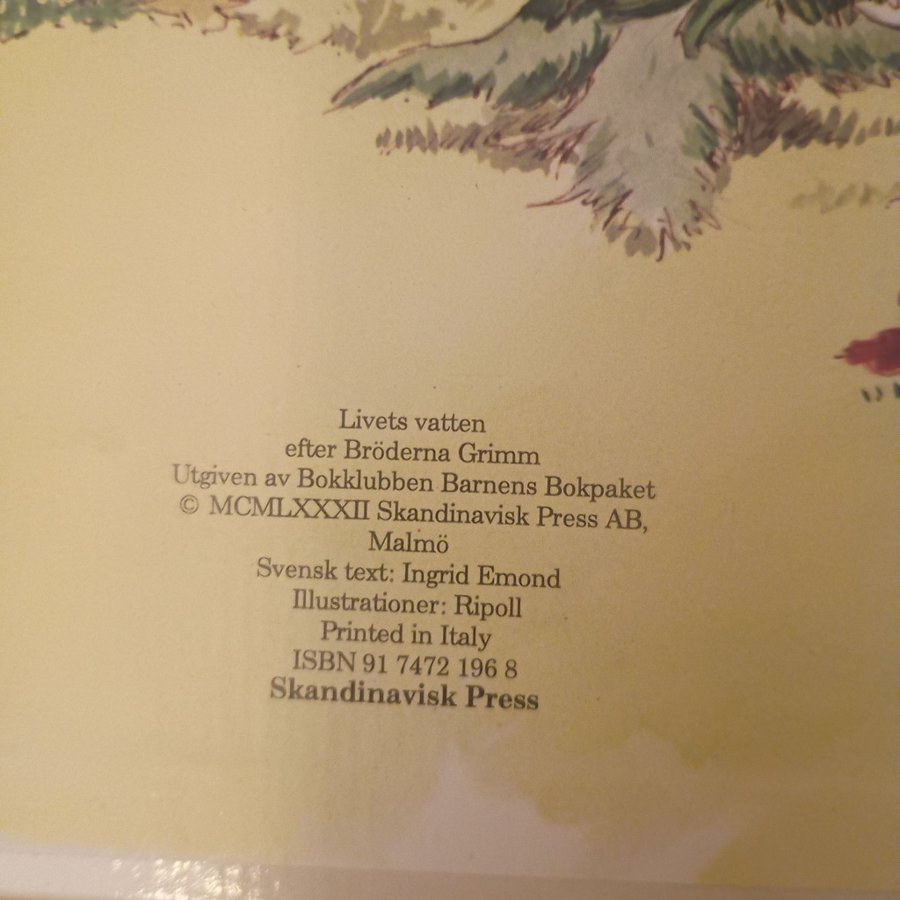 Livets vatten
efter Bröderna Grimm
Utgiven av Bokklubben Barnens Bokpaket
© MCMLXXXII Skandinavisk Press AB,
Malmö
Svensk text: Ingrid Emond
Illustrationer: Ripoll
Printed in Italy
ISBN 91 7472 196 8
Skandinavisk Press